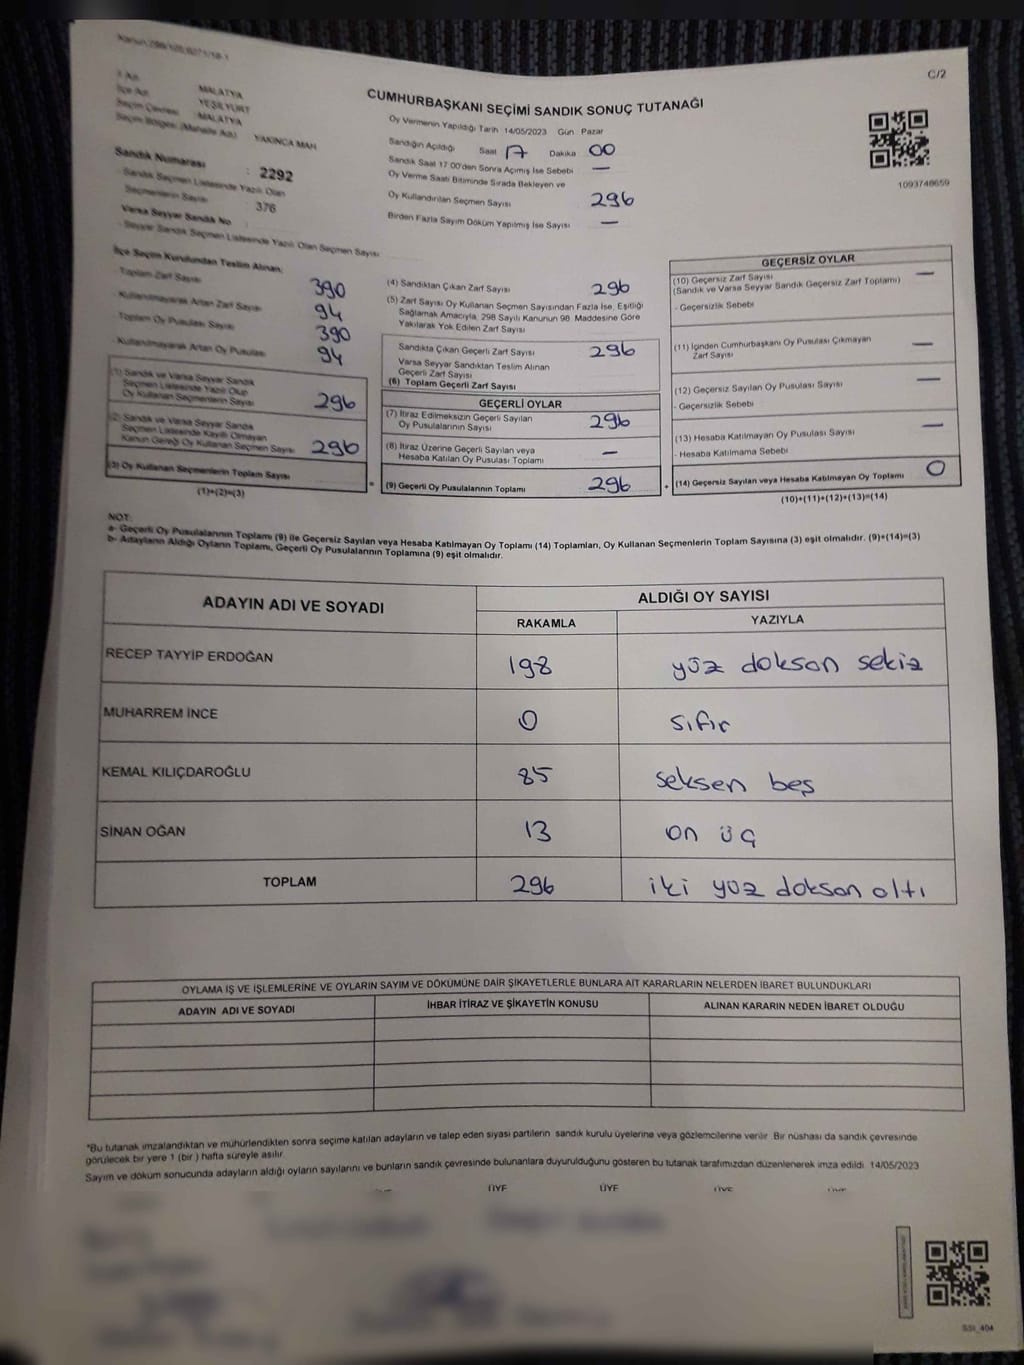 Kanun:298/105,6271/18-1
C/2
İl Adı: MALATYA
İlçe Adı: YEŞİLYURT
Seçim Çevresi: MALATYA
Seçim Bölgesi (Mahalle Adı): YAKINCA MAH
Sandık Numarası : 2292
Sandık Seçmen Listesinde Yazılı Olan
Seçmenlerin Sayısı : 376
Varsa Seyyar Sandık No :
- Seyyar Sandık Seçmen Listesinde Yazılı Olan Seçmen Sayısı:
CUMHURBAŞKANI SEÇİMİ SANDIK SONUÇ TUTANAĞI
Oy Vermenin Yapıldığı Tarih 14/05/2023 Gün Pazar
Sandığın Açıldığı Saat 17 Dakika 00
Sandık Saat 17:00'den Sonra Açımış İse Sebebi —
Oy Verme Saati Bitiminde Sırada Bekleyen ve
Oy Kullandırılan Seçmen Sayısı 296
Birden Fazla Sayım Döküm Yapılmış İse Sayısı —
1093748659
İlçe Seçim Kurulundan Teslim Alınan:
- Toplam Zarf Sayısı 390
- Kullanılmayarak Artan Zarf Sayısı 94
- Toplam Oy Pusulası Sayısı 390
- Kullanılmayarak Artan Oy Pusulası 94
(1) Sandık ve Varsa Seyyar Sandık
Seçmen Listesinde Yazılı Olup
Oy Kullanan Seçmenlerin Sayısı 296
(2) Sandık ve Varsa Seyyar Sandık
Seçmen Listesinde Kayıtlı Olmayan
Kanun Gereği Oy Kullanan Seçmen Sayısı 296
(3) Oy Kullanan Seçmenlerin Toplam Sayısı
(1)+(2)=(3)
(4) Sandıktan Çıkan Zarf Sayısı 296
(5) Zarf Sayısı Oy Kullanan Seçmen Sayısından Fazla İse, Eşitliği
Sağlamak Amacıyla, 298 Sayılı Kanunun 98. Maddesine Göre
Yakılarak Yok Edilen Zarf Sayısı
Sandıkta Çıkan Geçerli Zarf Sayısı 296
Varsa Seyyar Sandıktan Teslim Alınan
Geçerli Zarf Sayısı
(6) Toplam Geçerli Zarf Sayısı
GEÇERLİ OYLAR
(7) İtiraz Edilmeksizin Geçerli Sayılan
Oy Pusulalarının Sayısı 296
(8) İtiraz Üzerine Geçerli Sayılan veya
Hesaba Katılan Oy Pusulası Toplamı —
= (9) Geçerli Oy Pusulalarının Toplamı 296
GEÇERSİZ OYLAR
(10) Geçersiz Zarf Sayısı —
(Sandık ve Varsa Seyyar Sandık Geçersiz Zarf Toplamı)
- Geçersizlik Sebebi
(11) İçinden Cumhurbaşkanı Oy Pusulası Çıkmayan —
Zarf Sayısı
(12) Geçersiz Sayılan Oy Pusulası Sayısı —
- Geçersizlik Sebebi
(13) Hesaba Katılmayan Oy Pusulası Sayısı —
- Hesaba Katılmama Sebebi
+ (14) Geçersiz Sayılan veya Hesaba Katılmayan Oy Toplamı 0
(10)+(11)+(12)+(13)=(14)
NOT:
a- Geçerli Oy Pusulalarının Toplamı (9) ile Geçersiz Sayılan veya Hesaba Katılmayan Oy Toplamı (14) Toplamları, Oy Kullanan Seçmenlerin Toplam Sayısına (3) eşit olmalıdır. (9)+(14)=(3)
b- Adayların Aldığı Oyların Toplamı, Geçerli Oy Pusulalarının Toplamına (9) eşit olmalıdır.
ADAYIN ADI VE SOYADI ALDIĞI OY SAYISI
RAKAMLA YAZIYLA
RECEP TAYYİP ERDOĞAN 198 yüz doksan sekiz
MUHARREM İNCE 0 sıfır
KEMAL KILIÇDAROĞLU 85 seksen beş
SİNAN OĞAN 13 on üç
TOPLAM 296 iki yüz doksan altı
OYLAMA İŞ VE İŞLEMLERİNE VE OYLARIN SAYIM VE DÖKÜMÜNE DAİR ŞİKAYETLERLE BUNLARA AİT KARARLARIN NELERDEN İBARET BULUNDUKLARI
ADAYIN ADI VE SOYADI İHBAR İTİRAZ VE ŞİKAYETİN KONUSU ALINAN KARARIN NEDEN İBARET OLDUĞU
*Bu tutanak imzalandıktan ve mühürlendikten sonra seçime katılan adayların ve talep eden siyasi partilerin sandık kurulu üyelerine veya gözlemcilerine verilir. Bir nüshası da sandık çevresinde
görülecek bir yere 1 (bir) hafta süreyle asılır.
Sayım ve döküm sonucunda adayların aldığı oyların sayılarını ve bunların sandık çevresinde bulunanlara duyurulduğunu gösteren bu tutanak tarafımızdan düzenlenerek imza edildi. 14/05/2023
ÜYE ÜYE ÜYE
SSI_404